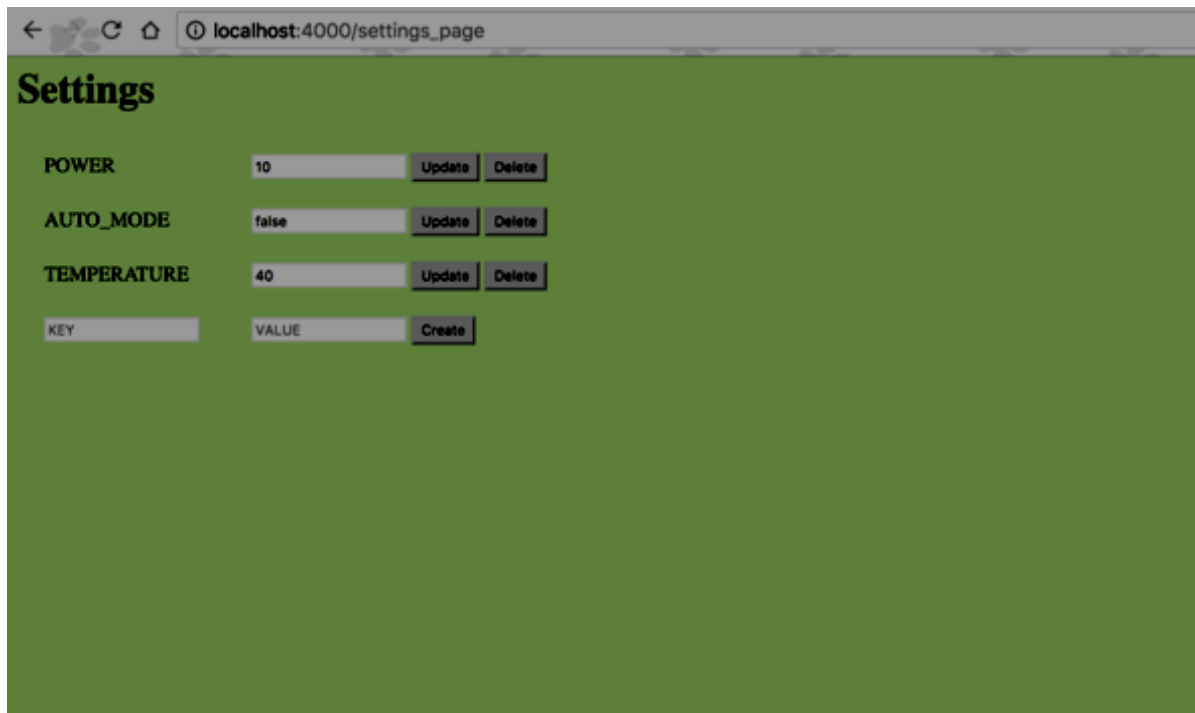 localhost:4000/settings_page
Settings
POWER 10 Update Delete
AUTO_MODE false Update Delete
TEMPERATURE 40 Update Delete
KEY VALUE Create